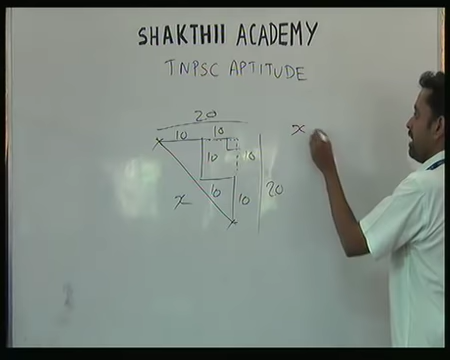 SHAKTHII ACADEMY
TNPSC APTITUDE
20
10 10
10 10
x 10 10 20
x